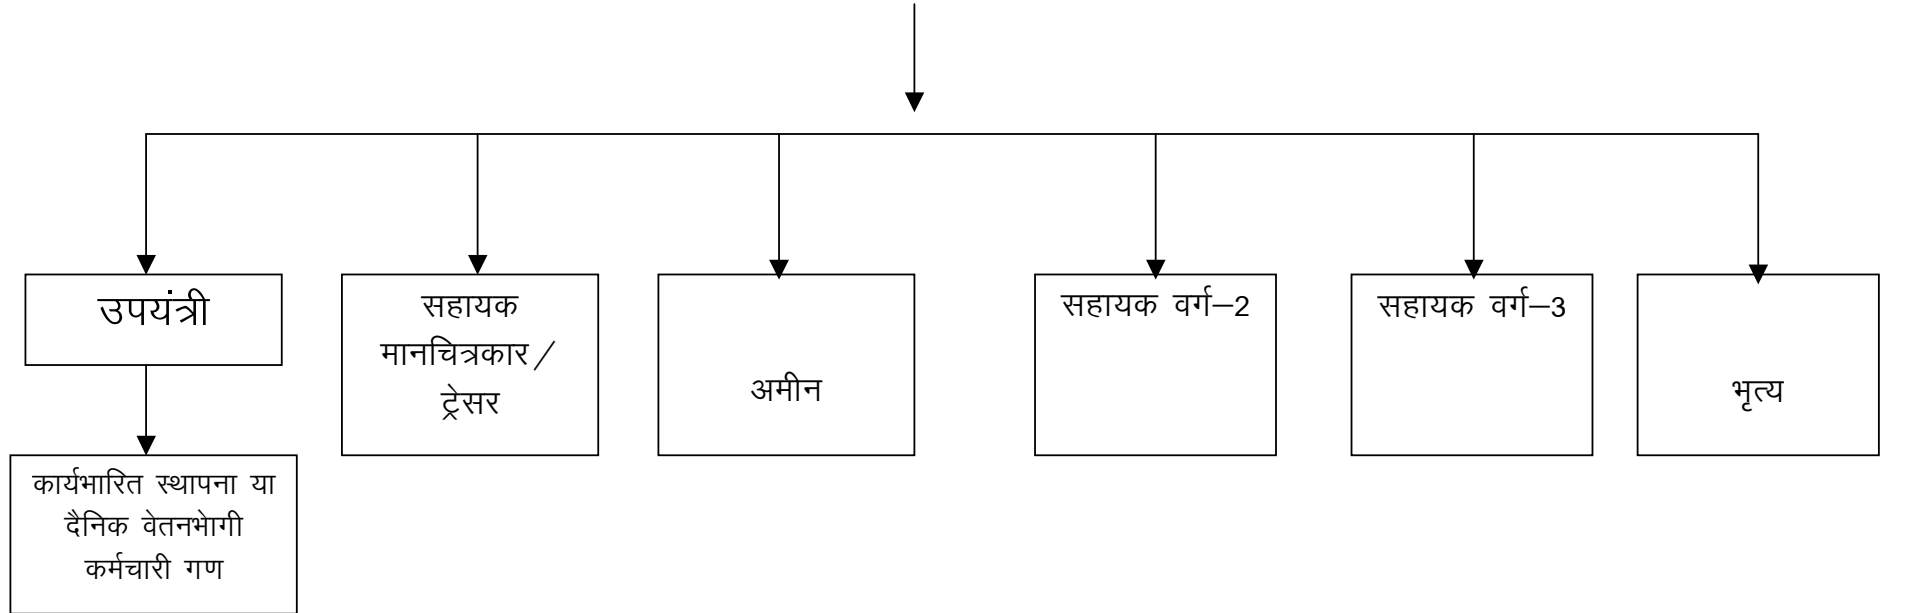 उपयंत्री
सहायक
मानचित्रकार/
ट्रेसर
अमीन
सहायक वर्ग–2
सहायक वर्ग–3
भृत्य
कार्यभारित स्थापना या
दैनिक वेतनभेागी
कर्मचारी गण